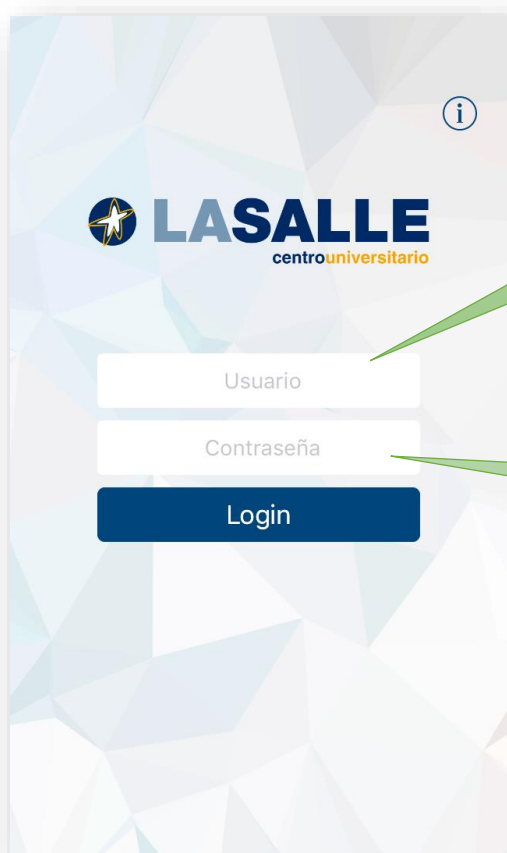 i
LASALLE
centrouniversitario
Usuario
Contraseña
Login